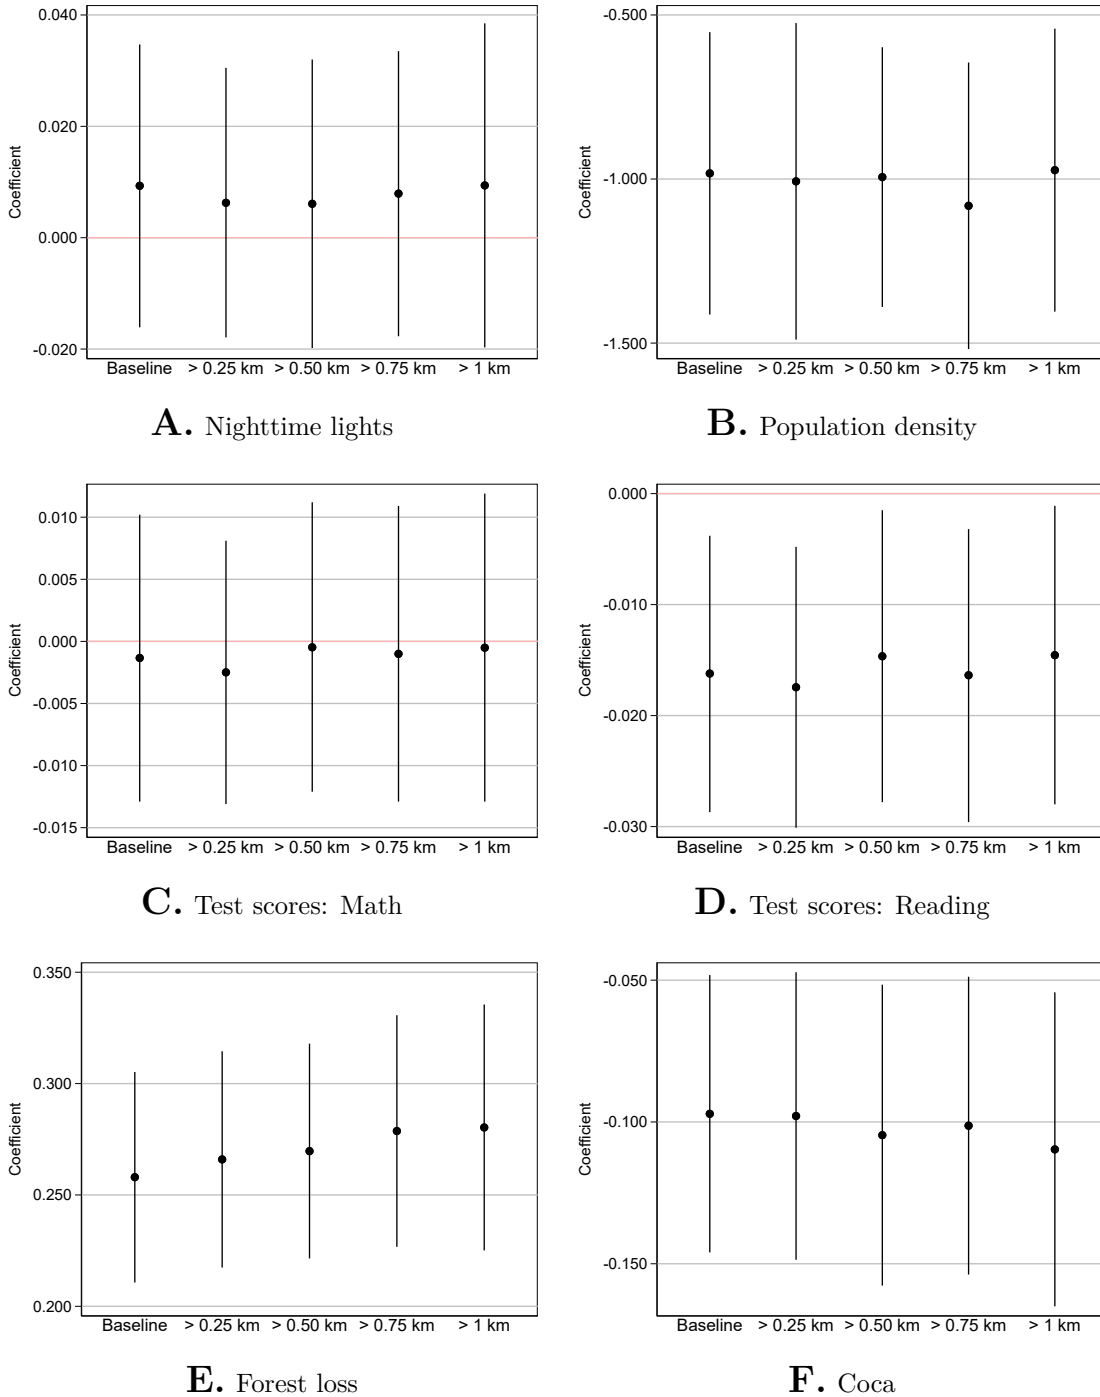 0.040
0.020
0.000
-0.020
Coefficient
Baseline > 0.25 km > 0.50 km > 0.75 km > 1 km
A. Nighttime lights
-0.500
-1.000
-1.500
Coefficient
Baseline > 0.25 km > 0.50 km > 0.75 km > 1 km
B. Population density
0.010
0.005
0.000
-0.005
-0.010
-0.015
Coefficient
Baseline > 0.25 km > 0.50 km > 0.75 km > 1 km
C. Test scores: Math
0.000
-0.010
-0.020
-0.030
Coefficient
Baseline > 0.25 km > 0.50 km > 0.75 km > 1 km
D. Test scores: Reading
0.350
0.300
0.250
0.200
Coefficient
Baseline > 0.25 km > 0.50 km > 0.75 km > 1 km
E. Forest loss
-0.050
-0.100
-0.150
Coefficient
Baseline > 0.25 km > 0.50 km > 0.75 km > 1 km
F. Coca